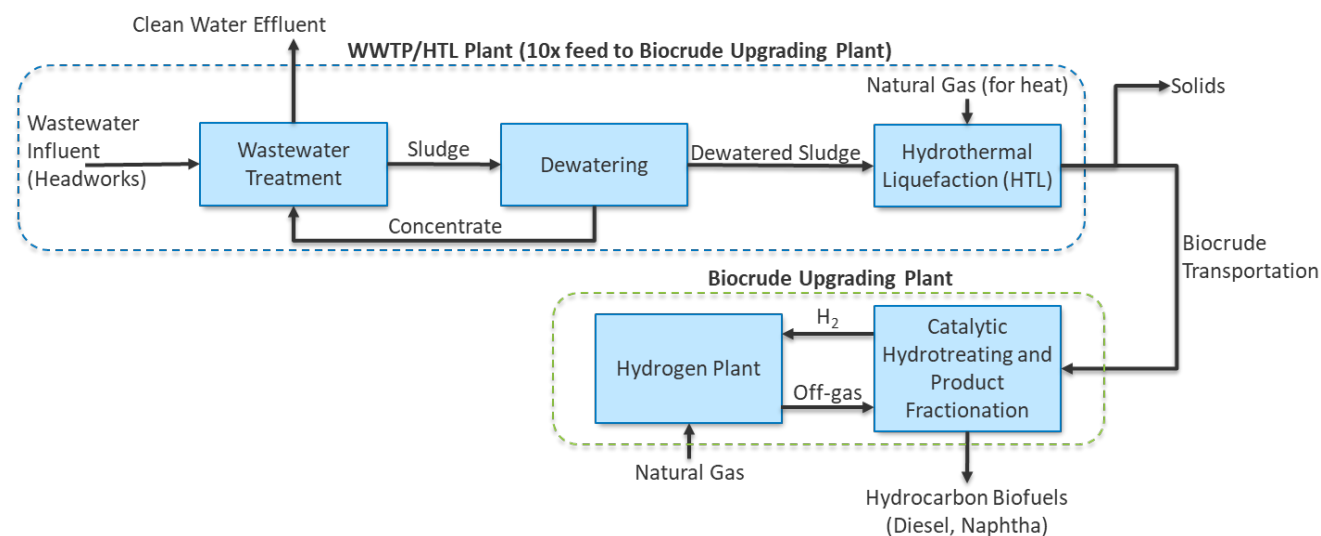 Clean Water Effluent
WWTP/HTL Plant (10x feed to Biocrude Upgrading Plant)
Natural Gas (for heat)
Solids
Wastewater
Influent
(Headworks)
Wastewater
Treatment
Sludge
Dewatering
Dewatered Sludge
Hydrothermal
Liquefaction (HTL)
Concentrate
Biocrude
Transportation
Biocrude Upgrading Plant
Hydrogen Plant
H2
Off-gas
Catalytic
Hydrotreating and
Product
Fractionation
Natural Gas
Hydrocarbon Biofuels
(Diesel, Naphtha)